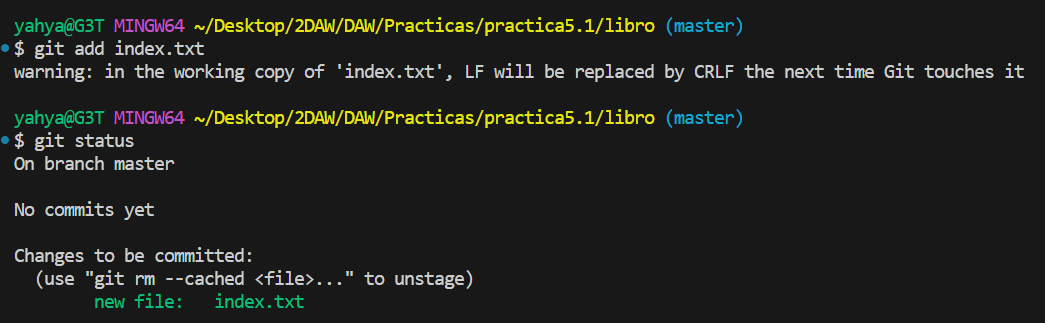 yahya@G3T MINGW64 ~/Desktop/2DAW/DAW/Practicas/practica5.1/libro (master)
$ git add index.txt
warning: in the working copy of 'index.txt', LF will be replaced by CRLF the next time Git touches it
yahya@G3T MINGW64 ~/Desktop/2DAW/DAW/Practicas/practica5.1/libro (master)
$ git status
On branch master
No commits yet
Changes to be committed:
  (use "git rm --cached <file>..." to unstage)
        new file:   index.txt